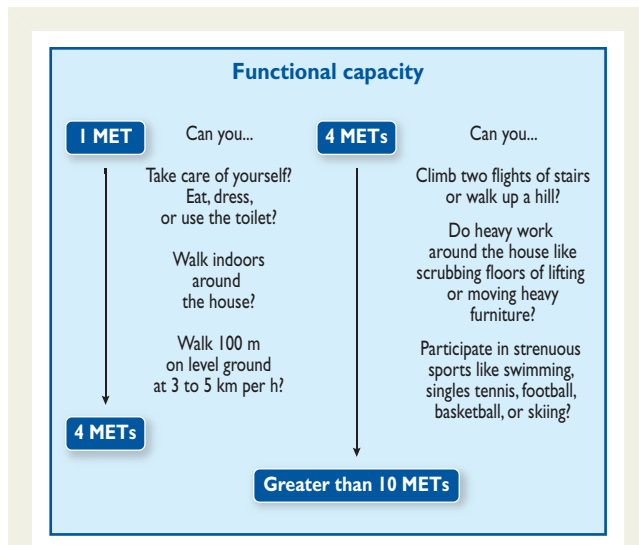 Functional capacity
1 MET
Can you...
Take care of yourself?
Eat, dress,
or use the toilet?
Walk indoors
around
the house?
Walk 100 m
on level ground
at 3 to 5 km per h?
4 METs
4 METs
Can you...
Climb two flights of stairs
or walk up a hill?
Do heavy work
around the house like
scrubbing floors of lifting
or moving heavy
furniture?
Participate in strenuous
sports like swimming,
singles tennis, football,
basketball, or skiing?
Greater than 10 METs